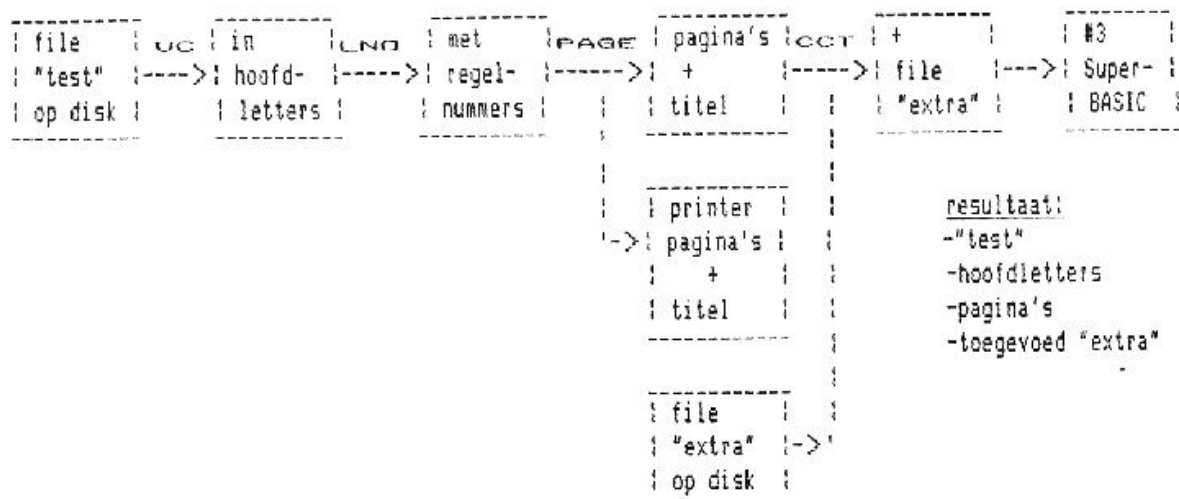 file UC in LNO met PAGE pagina's CCT + #3
"test" hoofd- regel- + file Super-
op disk letters nummers titel "extra" BASIC
printer resultaat:
pagina's -"test"
+ -hoofdletters
titel -pagina's
-toegevoed "extra"
file
"extra"
op disk